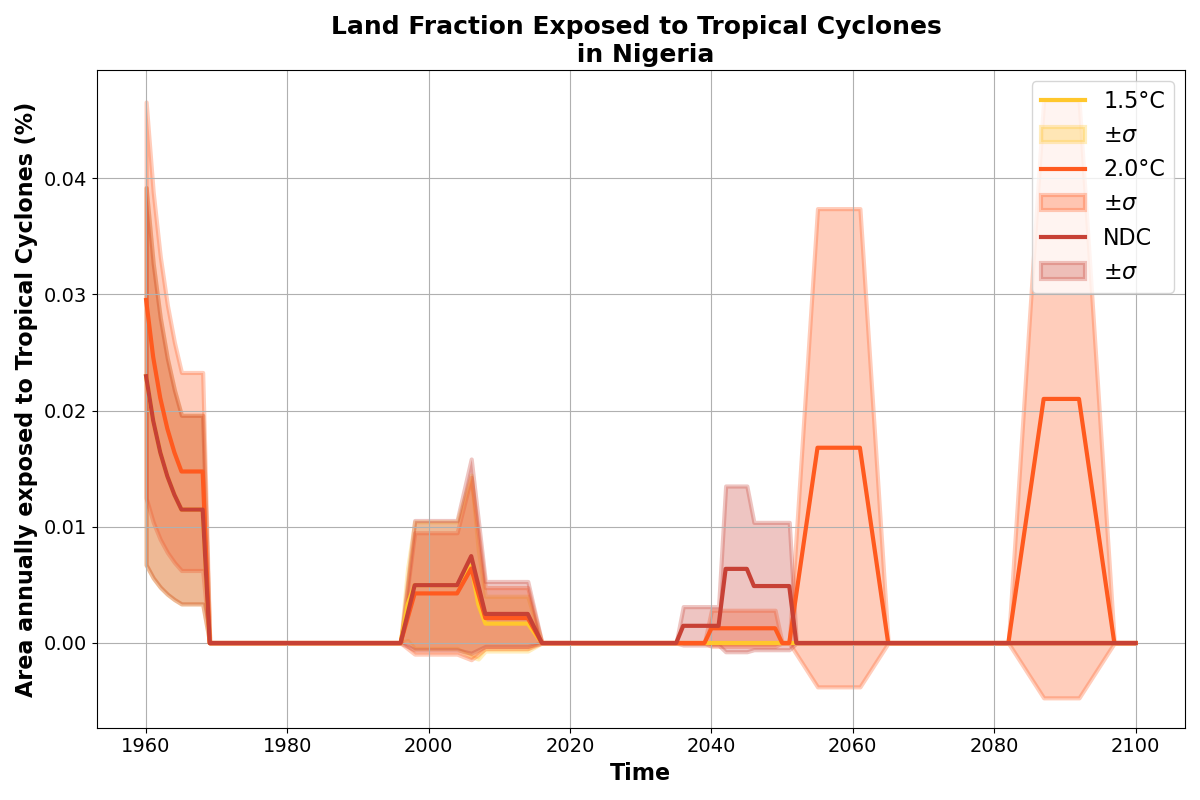 Land Fraction Exposed to Tropical Cyclones
in Nigeria
Area annually exposed to Tropical Cyclones (%)
0.04
0.03
0.02
0.01
0.00
1960
1980
2000
2020
2040
2060
2080
2100
Time
1.5°C
±σ
2.0°C
±σ
NDC
±σ